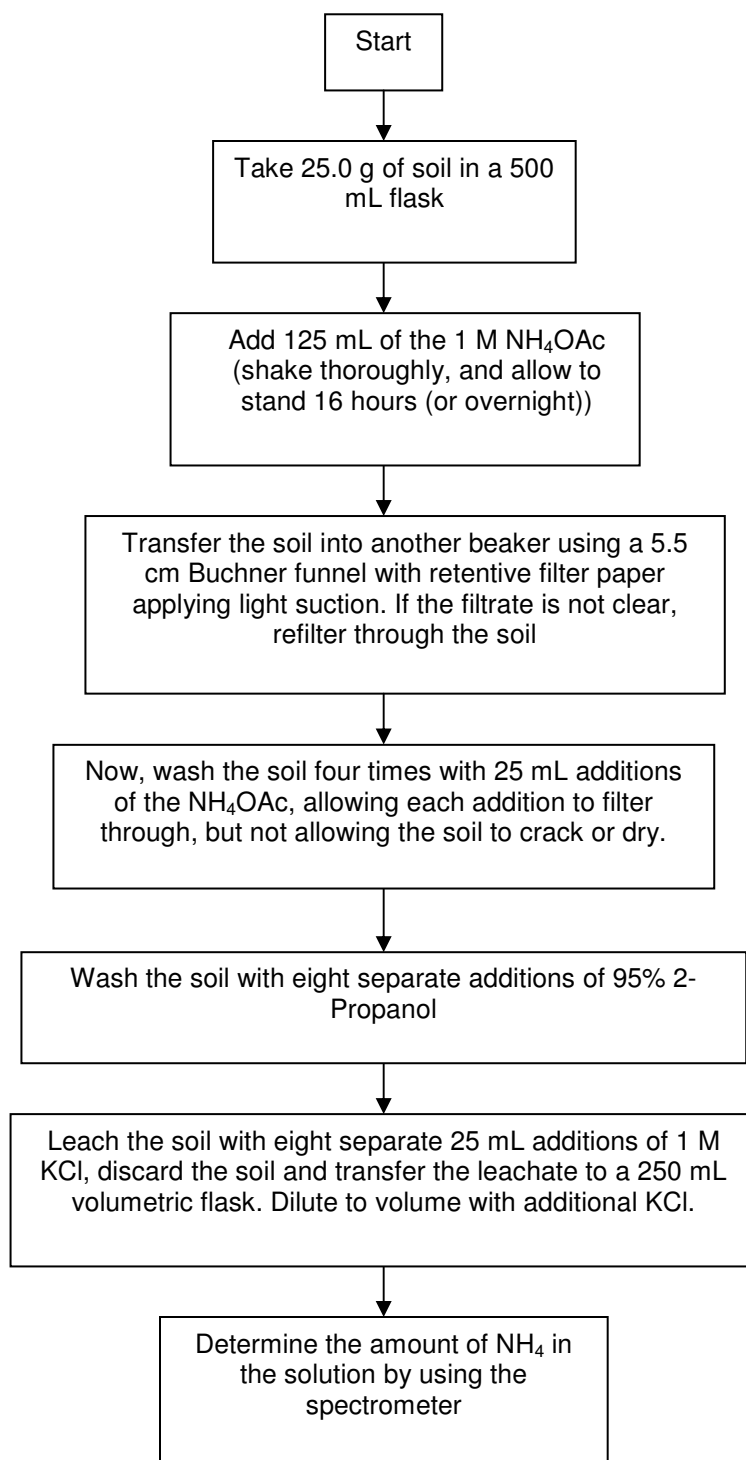 Start
Take 25.0 g of soil in a 500
mL flask
Add 125 mL of the 1 M NH₄OAc
(shake thoroughly, and allow to
stand 16 hours (or overnight))
Transfer the soil into another beaker using a 5.5
cm Buchner funnel with retentive filter paper
applying light suction. If the filtrate is not clear,
refilter through the soil
Now, wash the soil four times with 25 mL additions
of the NH₄OAc, allowing each addition to filter
through, but not allowing the soil to crack or dry.
Wash the soil with eight separate additions of 95% 2-
Propanol
Leach the soil with eight separate 25 mL additions of 1 M
KCl, discard the soil and transfer the leachate to a 250 mL
volumetric flask. Dilute to volume with additional KCl.
Determine the amount of NH₄ in
the solution by using the
spectrometer